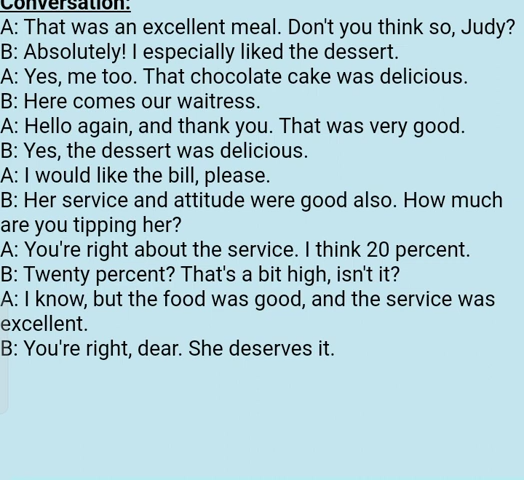 Conversation:
A: That was an excellent meal. Don't you think so, Judy?
B: Absolutely! I especially liked the dessert.
A: Yes, me too. That chocolate cake was delicious.
B: Here comes our waitress.
A: Hello again, and thank you. That was very good.
B: Yes, the dessert was delicious.
A: I would like the bill, please.
B: Her service and attitude were good also. How much
are you tipping her?
A: You're right about the service. I think 20 percent.
B: Twenty percent? That's a bit high, isn't it?
A: I know, but the food was good, and the service was
excellent.
B: You're right, dear. She deserves it.